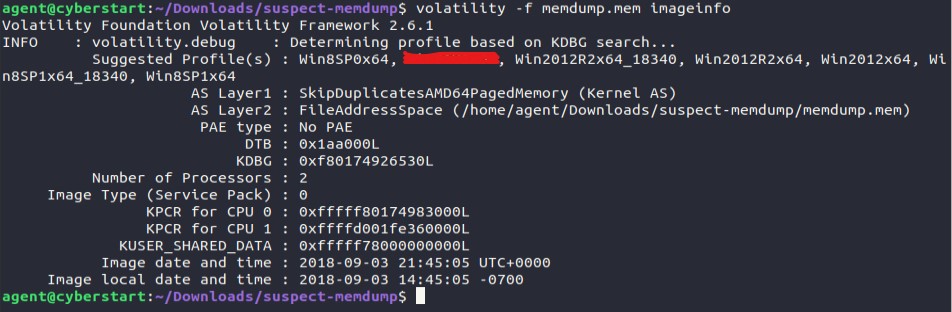 agent@cyberstart:~/Downloads/suspect-memdump$ volatility -f memdump.mem imageinfo
Volatility Foundation Volatility Framework 2.6.1
INFO    : volatility.debug    : Determining profile based on KDBG search...
Suggested Profile(s) : Win8SP0x64, , Win2012R2x64_18340, Win2012R2x64, Win2012x64, Wi
n8SP1x64_18340, Win8SP1x64
AS Layer1 : SkipDuplicatesAMD64PagedMemory (Kernel AS)
AS Layer2 : FileAddressSpace (/home/agent/Downloads/suspect-memdump/memdump.mem)
PAE type : No PAE
DTB : 0x1aa000L
KDBG : 0xf80174926530L
Number of Processors : 2
Image Type (Service Pack) : 0
KPCR for CPU 0 : 0xfffff80174983000L
KPCR for CPU 1 : 0xffffd001fe360000L
KUSER_SHARED_DATA : 0xfffff78000000000L
Image date and time : 2018-09-03 21:45:05 UTC+0000
Image local date and time : 2018-09-03 14:45:05 -0700
agent@cyberstart:~/Downloads/suspect-memdump$